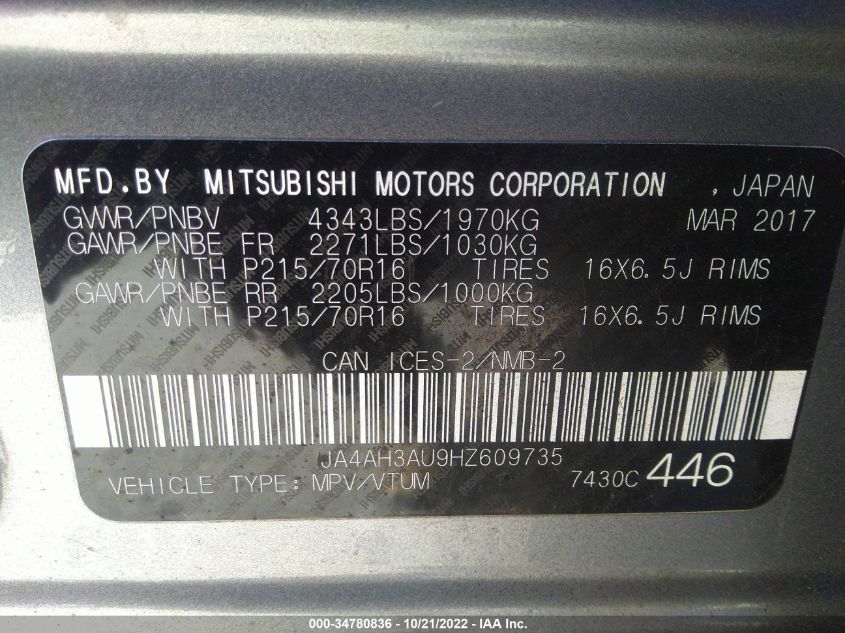 MFD.BY MITSUBISHI MOTORS CORPORATION , JAPAN
GVWR/PNBV 4343LBS/1970KG MAR 2017
GAWR/PNBE FR 2271LBS/1030KG
WITH P215/70R16 TIRES 16X6.5J RIMS
GAWR/PNBE RR 2205LBS/1000KG
WITH P215/70R16 TIRES 16X6.5J RIMS
CAN ICES-2/NMB-2
JA4AH3AU9HZ609735
VEHICLE TYPE: MPV/VTUM 7430C 446
000-34780836 - 10/21/2022 - IAA Inc.